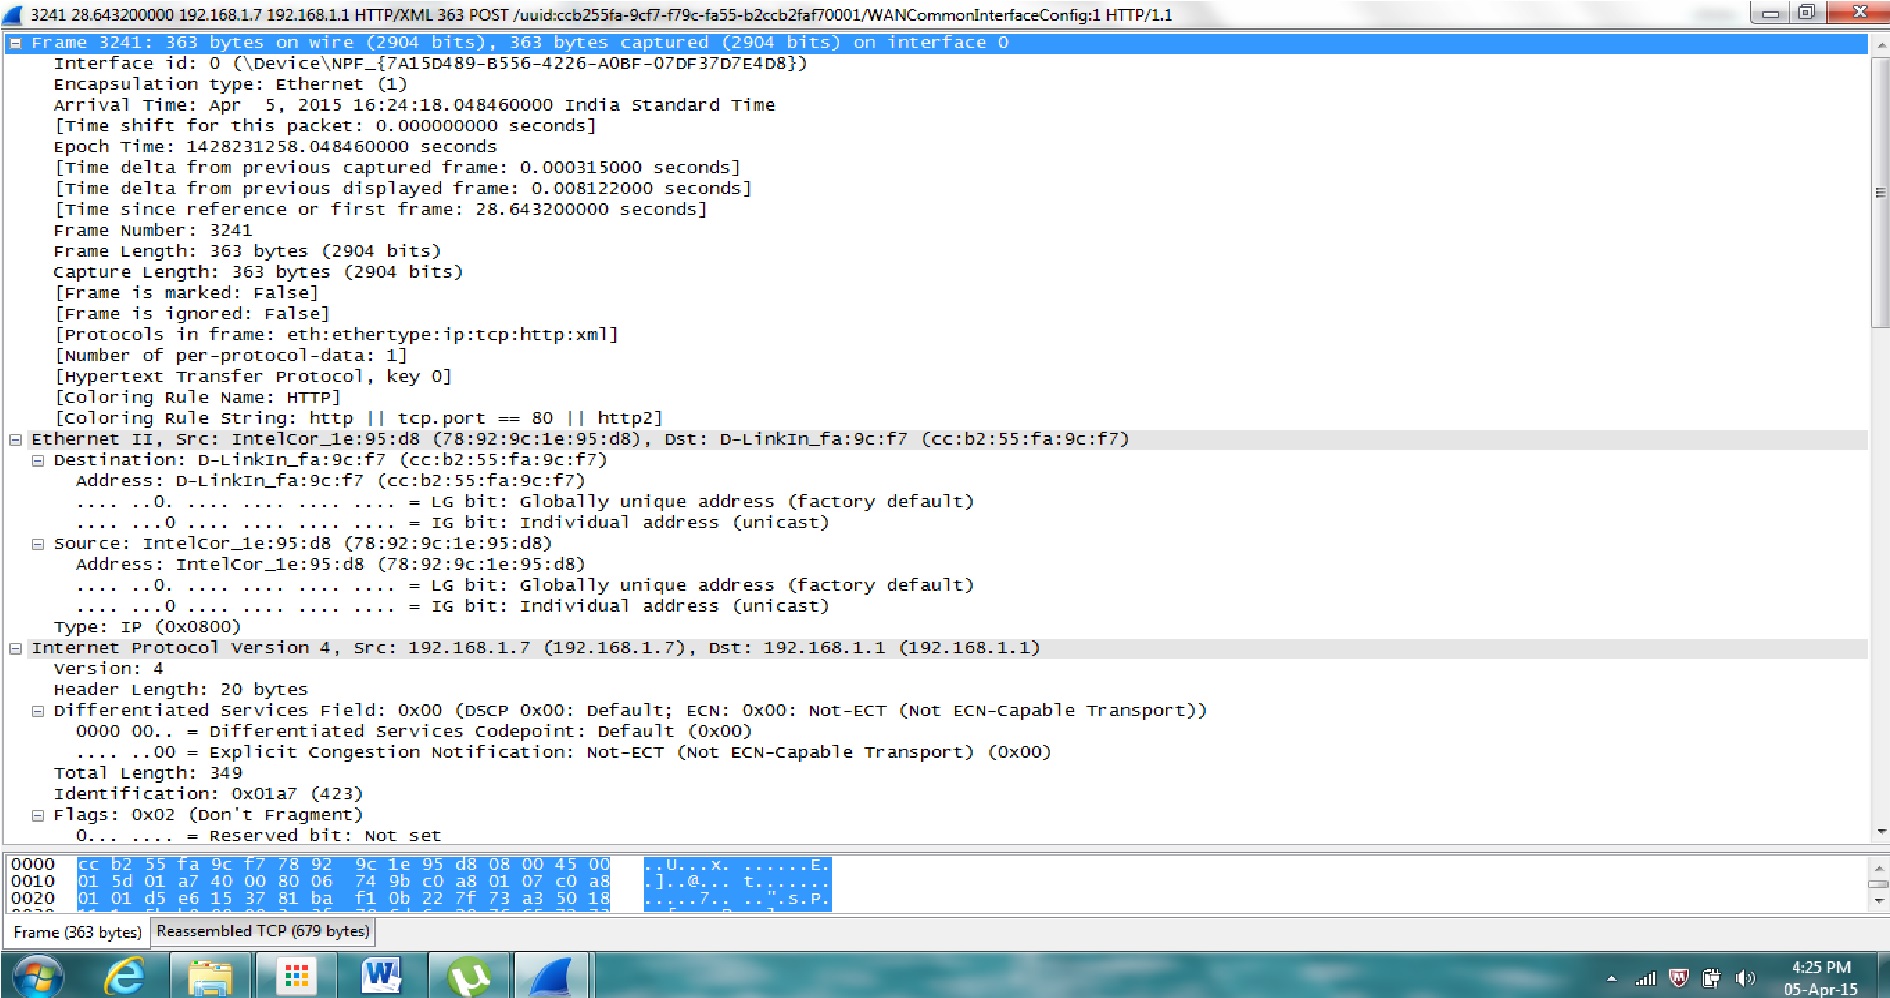 3241 28.643200000 192.168.1.7 192.168.1.1 HTTP/XML 363 POST /uuid:ccb255fa-9cf7-f79c-fa55-b2ccb2faf70001/WANCommonInterfaceConfig:1 HTTP/1.1
Frame 3241: 363 bytes on wire (2904 bits), 363 bytes captured (2904 bits) on interface 0
Interface id: 0 (\Device\NPF_{7A15D489-B556-4226-A0BF-07DF37D7E4D8})
Encapsulation type: Ethernet (1)
Arrival Time: Apr  5, 2015 16:24:18.048460000 India Standard Time
[Time shift for this packet: 0.000000000 seconds]
Epoch Time: 1428231258.048460000 seconds
[Time delta from previous captured frame: 0.000315000 seconds]
[Time delta from previous displayed frame: 0.008122000 seconds]
[Time since reference or first frame: 28.643200000 seconds]
Frame Number: 3241
Frame Length: 363 bytes (2904 bits)
Capture Length: 363 bytes (2904 bits)
[Frame is marked: False]
[Frame is ignored: False]
[Protocols in frame: eth:ethertype:ip:tcp:http:xml]
[Number of per-protocol-data: 1]
[Hypertext Transfer Protocol, key 0]
[Coloring Rule Name: HTTP]
[Coloring Rule String: http || tcp.port == 80 || http2]
Ethernet II, Src: IntelCor_1e:95:d8 (78:92:9c:1e:95:d8), Dst: D-LinkIn_fa:9c:f7 (cc:b2:55:fa:9c:f7)
Destination: D-LinkIn_fa:9c:f7 (cc:b2:55:fa:9c:f7)
Address: D-LinkIn_fa:9c:f7 (cc:b2:55:fa:9c:f7)
.... ..0. .... .... .... .... = LG bit: Globally unique address (factory default)
.... ...0 .... .... .... .... = IG bit: Individual address (unicast)
Source: IntelCor_1e:95:d8 (78:92:9c:1e:95:d8)
Address: IntelCor_1e:95:d8 (78:92:9c:1e:95:d8)
.... ..0. .... .... .... .... = LG bit: Globally unique address (factory default)
.... ...0 .... .... .... .... = IG bit: Individual address (unicast)
Type: IP (0x0800)
Internet Protocol Version 4, Src: 192.168.1.7 (192.168.1.7), Dst: 192.168.1.1 (192.168.1.1)
Version: 4
Header Length: 20 bytes
Differentiated Services Field: 0x00 (DSCP 0x00: Default; ECN: 0x00: Not-ECT (Not ECN-Capable Transport))
0000 00.. = Differentiated Services Codepoint: Default (0x00)
.... ..00 = Explicit Congestion Notification: Not-ECT (Not ECN-Capable Transport) (0x00)
Total Length: 349
Identification: 0x01a7 (423)
Flags: 0x02 (Don't Fragment)
0... .... = Reserved bit: Not set
0000 cc b2 55 fa 9c f7 78 92 9c 1e 95 d8 08 00 45 00 ..U...x. ......E.
0010 01 5d 01 a7 40 00 80 06 74 9b c0 a8 01 07 c0 a8 .]..@... t.......
0020 01 01 d5 e6 15 37 81 ba f1 0b 22 7f 73 a3 50 18 .....7.. ..".s.P.
Frame (363 bytes) Reassembled TCP (679 bytes)
4:25 PM
05-Apr-15